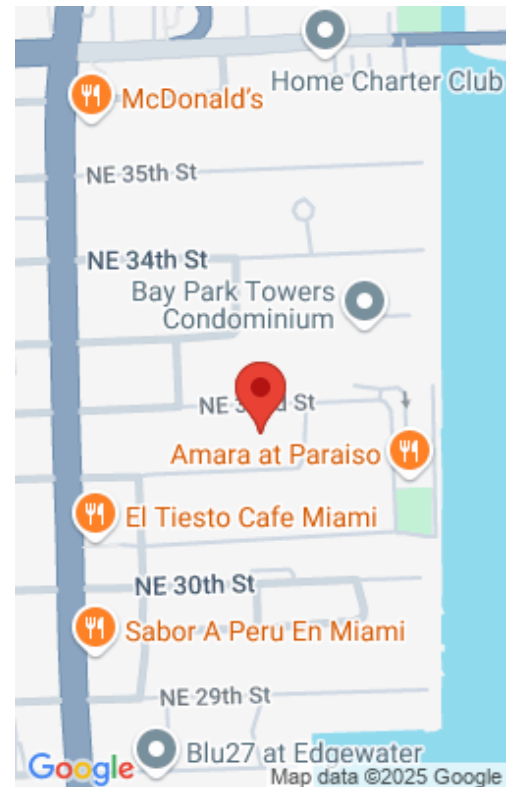 Home Charter Club
McDonald's
NE 35th St
NE 34th St
Bay Park Towers
Condominium
NE St
Amara at Paraiso
El Tiesto Cafe Miami
NE 30th St
Sabor A Peru En Miami
NE 29th St
Blu27 at Edgewater
Google
Map data ©2025 Google